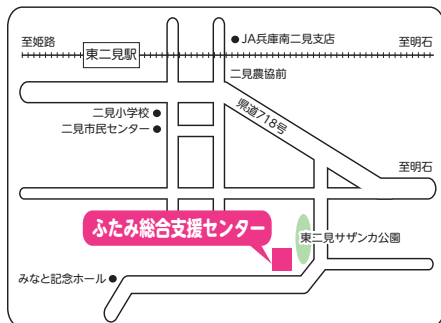 JA兵庫南二見支店
至姫路
至明石
東二見駅
二見農協前
県道718号
二見小学校
二見市民センター
至明石
ふたみ総合支援センター
東二見サザンカ公園
みなと記念ホール